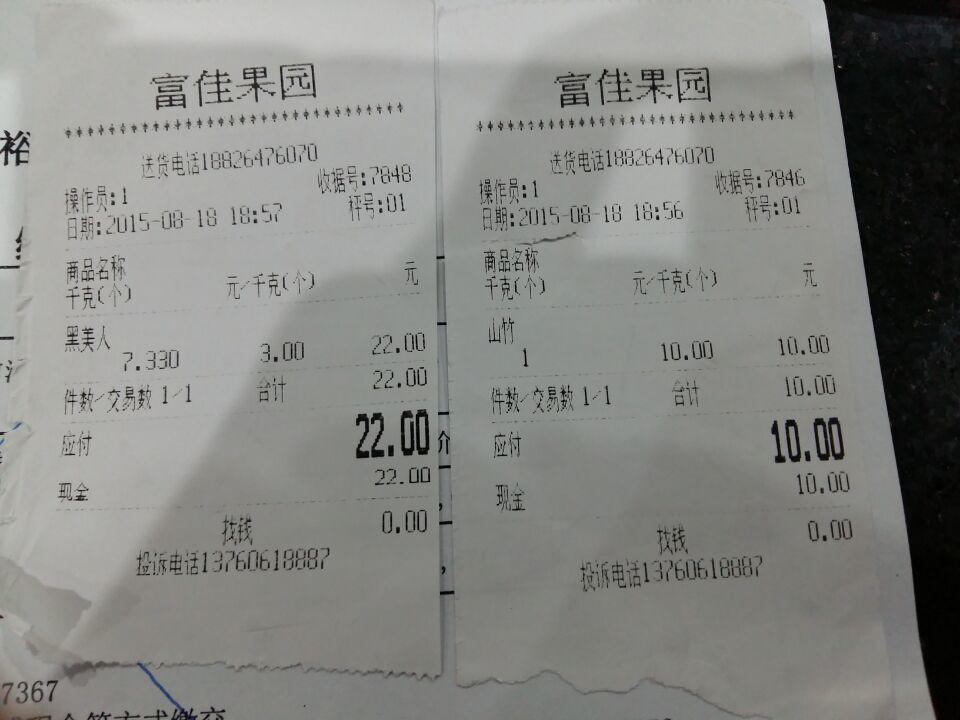 富佳果园
送货电话18826476070
操作员:1 收据号:7848
日期:2015-08-18 18:57 秤号:01
商品名称
千克(个) 元/千克(个) 元
黑美人
7.330 3.00 22.00
件数/交易数 1/1 合计 22.00
应付 22.00
现金 22.00
找钱 0.00
投诉电话13760618887
富佳果园
送货电话18826476070
操作员:1 收据号:7846
日期:2015-08-18 18:56 秤号:01
商品名称
千克(个) 元/千克(个) 元
山竹
1 10.00 10.00
件数/交易数 1/1 合计 10.00
应付 10.00
现金 10.00
找钱 0.00
投诉电话13760618887
裕
介
7367